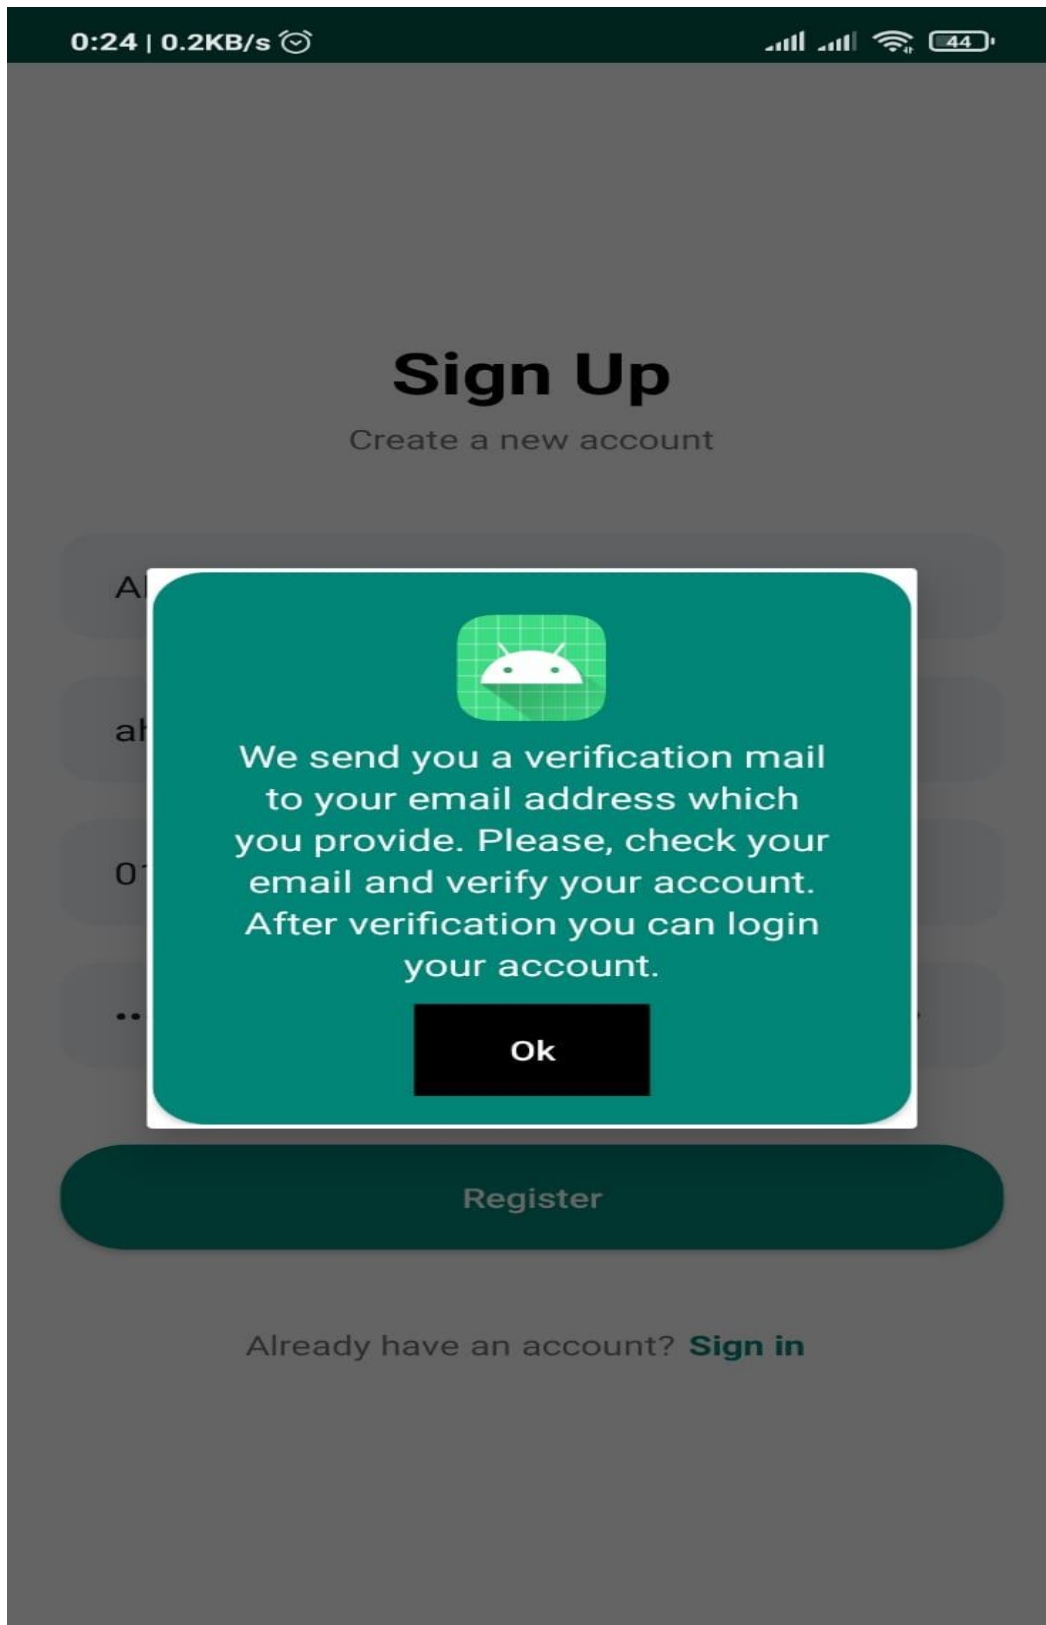 0:24 | 0.2KB/s
44
Sign Up
Create a new account
We send you a verification mail
to your email address which
you provide. Please, check your
email and verify your account.
After verification you can login
your account.
Ok
Register
Already have an account? Sign in